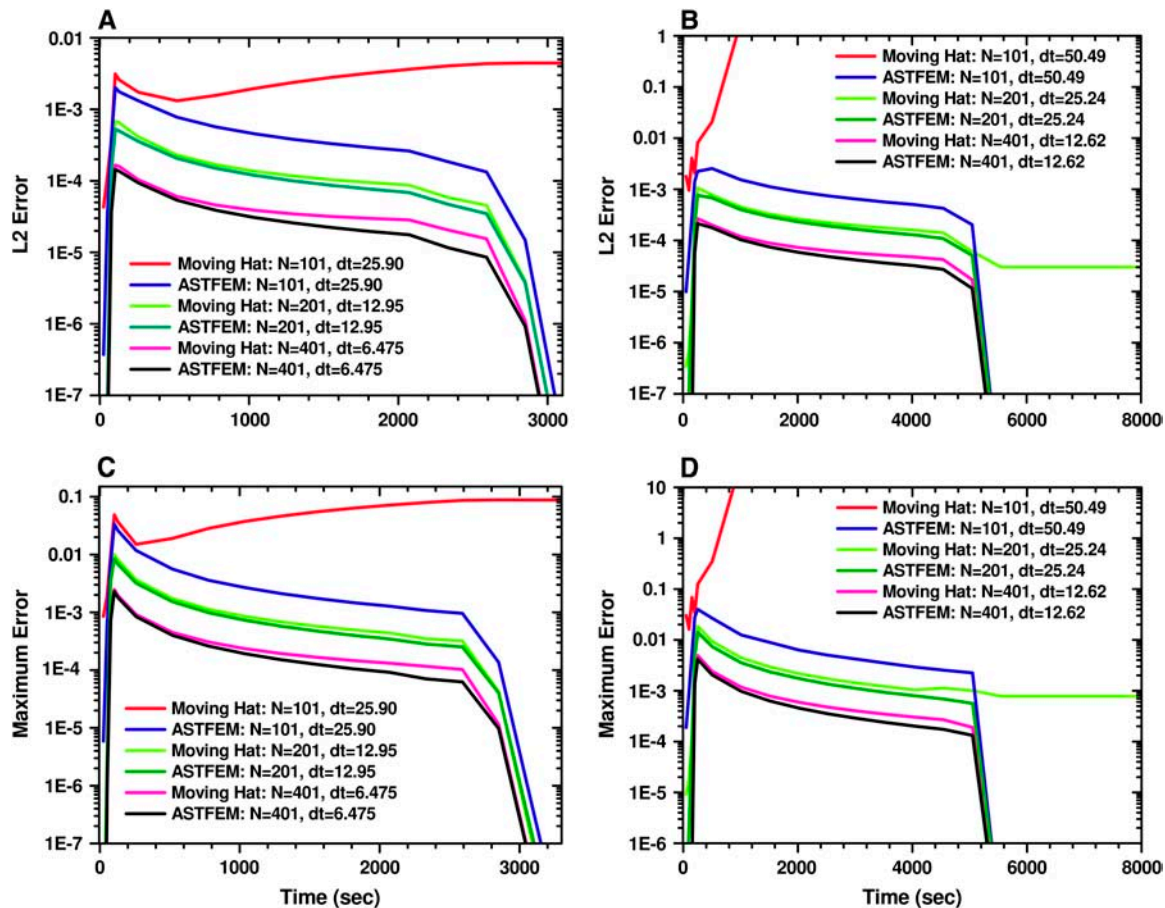 A
0.01
1E-3
1E-4
1E-5
1E-6
1E-7
L2 Error
Moving Hat: N=101, dt=25.90
ASTFEM: N=101, dt=25.90
Moving Hat: N=201, dt=12.95
ASTFEM: N=201, dt=12.95
Moving Hat: N=401, dt=6.475
ASTFEM: N=401, dt=6.475
0 1000 2000 3000
B
1
0.1
0.01
1E-3
1E-4
1E-5
1E-6
1E-7
L2 Error
Moving Hat: N=101, dt=50.49
ASTFEM: N=101, dt=50.49
Moving Hat: N=201, dt=25.24
ASTFEM: N=201, dt=25.24
Moving Hat: N=401, dt=12.62
ASTFEM: N=401, dt=12.62
0 2000 4000 6000 8000
C
0.1
0.01
1E-3
1E-4
1E-5
1E-6
1E-7
Maximum Error
Moving Hat: N=101, dt=25.90
ASTFEM: N=101, dt=25.90
Moving Hat: N=201, dt=12.95
ASTFEM: N=201, dt=12.95
Moving Hat: N=401, dt=6.475
ASTFEM: N=401, dt=6.475
0 1000 2000 3000
Time (sec)
D
10
1
0.1
0.01
1E-3
1E-4
1E-5
1E-6
Maximum Error
Moving Hat: N=101, dt=50.49
ASTFEM: N=101, dt=50.49
Moving Hat: N=201, dt=25.24
ASTFEM: N=201, dt=25.24
Moving Hat: N=401, dt=12.62
ASTFEM: N=401, dt=12.62
0 2000 4000 6000 8000
Time (sec)